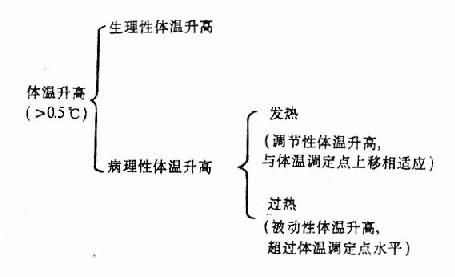 生理性体温升高
体温升高
(>0.5℃)
病理性体温升高
发热
(调节性体温升高,
与体温调定点上移相适应)
过热
(被动性体温升高,
超过体温调定点水平)